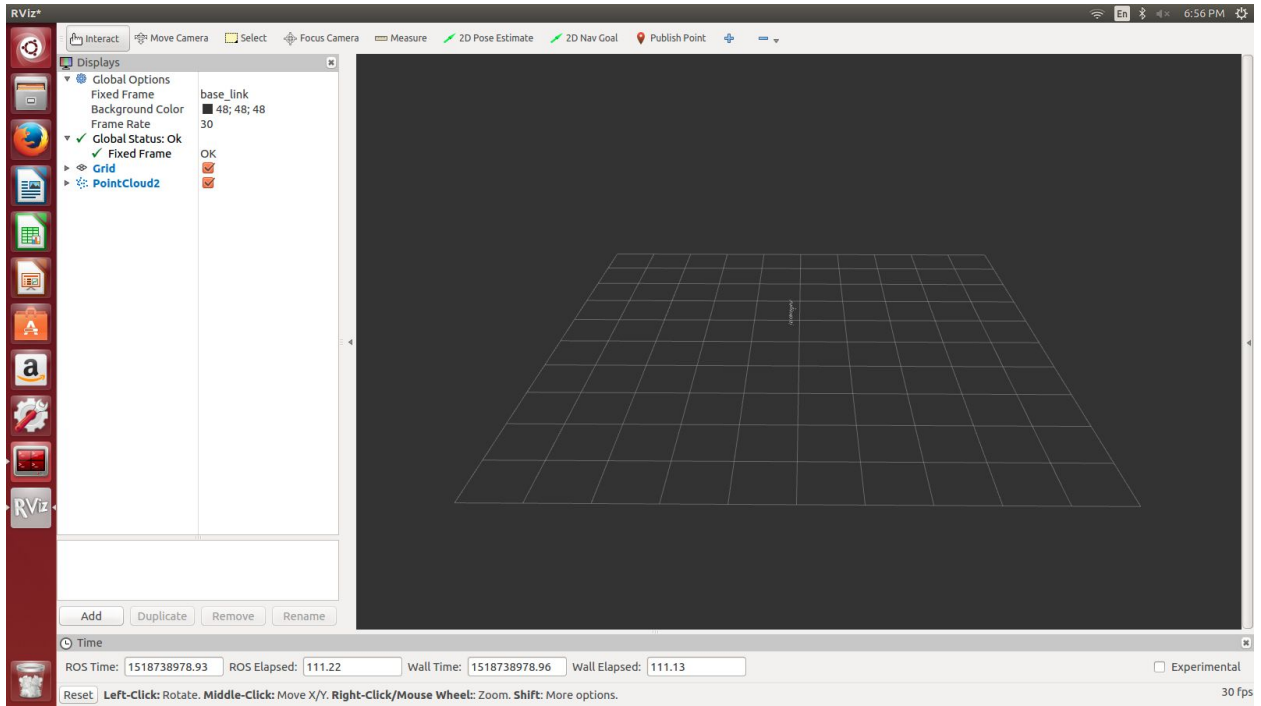 RViz*
En
6:56 PM
Interact Move Camera Select Focus Camera Measure 2D Pose Estimate 2D Nav Goal Publish Point
Displays
Global Options
Fixed Frame base_link
Background Color 48; 48; 48
Frame Rate 30
Global Status: Ok
Fixed Frame OK
Grid
PointCloud2
a
RViz
Add Duplicate Remove Rename
Time
ROS Time: 1518738978.93 ROS Elapsed: 111.22 Wall Time: 1518738978.96 Wall Elapsed: 111.13 Experimental
Reset Left-Click: Rotate. Middle-Click: Move X/Y. Right-Click/Mouse Wheel:: Zoom. Shift: More options. 30 fps